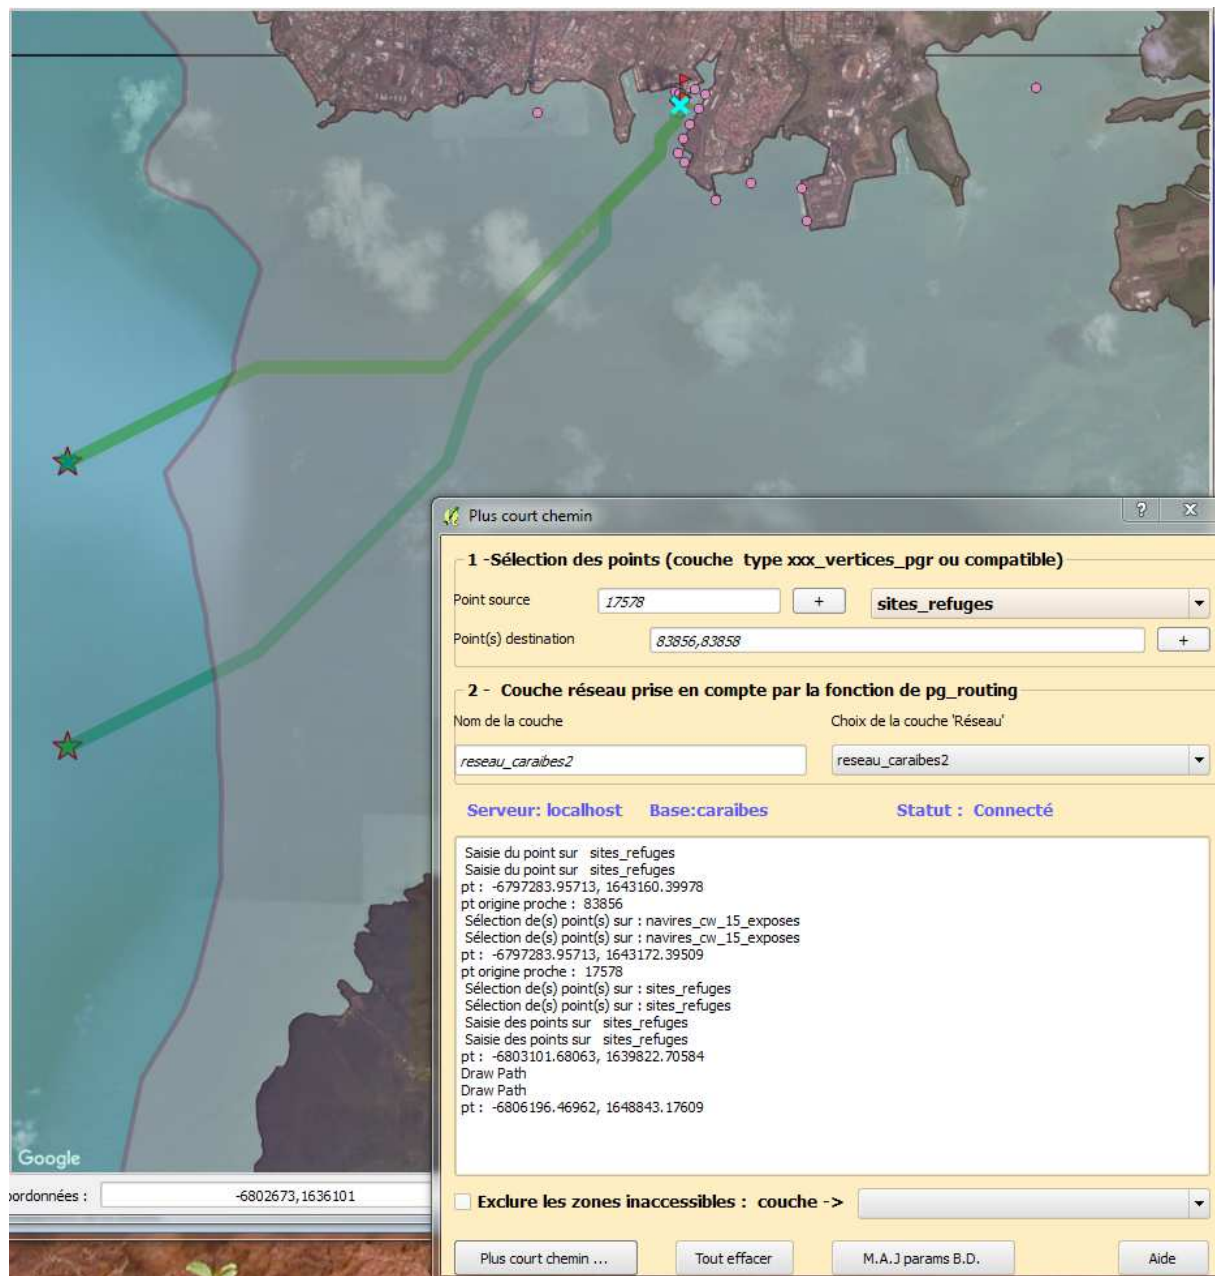 Plus court chemin
? X
1 -Sélection des points (couche type xxx_vertices_pgr ou compatible)
Point source 17578 + sites_refuges
Point(s) destination 83856,83858 +
2 - Couche réseau prise en compte par la fonction de pg_routing
Nom de la couche Choix de la couche 'Réseau'
reseau_caraibes2 reseau_caraibes2
Serveur: localhost Base:caraibes Statut : Connecté
Saisie du point sur sites_refuges
Saisie du point sur sites_refuges
pt : -6797283.95713, 1643160.39978
pt origine proche : 83856
Sélection de(s) point(s) sur : navires_cw_15_exposes
Sélection de(s) point(s) sur : navires_cw_15_exposes
pt : -6797283.95713, 1643172.39509
pt origine proche : 17578
Sélection de(s) point(s) sur : sites_refuges
Sélection de(s) point(s) sur : sites_refuges
Saisie des points sur sites_refuges
Saisie des points sur sites_refuges
pt : -6803101.68063, 1639822.70584
Draw Path
Draw Path
pt : -6806196.46962, 1648843.17609
Google
oordonnées : -6802673,1636101
Exclure les zones inaccessibles : couche ->
Plus court chemin ... Tout effacer M.A.J params B.D. Aide